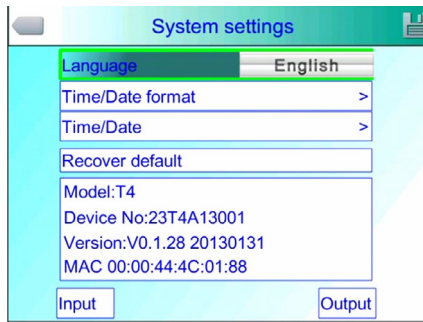 System settings
Language English
Time/Date format >
Time/Date >
Recover default
Model:T4
Device No:23T4A13001
Version:V0.1.28 20130131
MAC 00:00:44:4C:01:88
Input Output